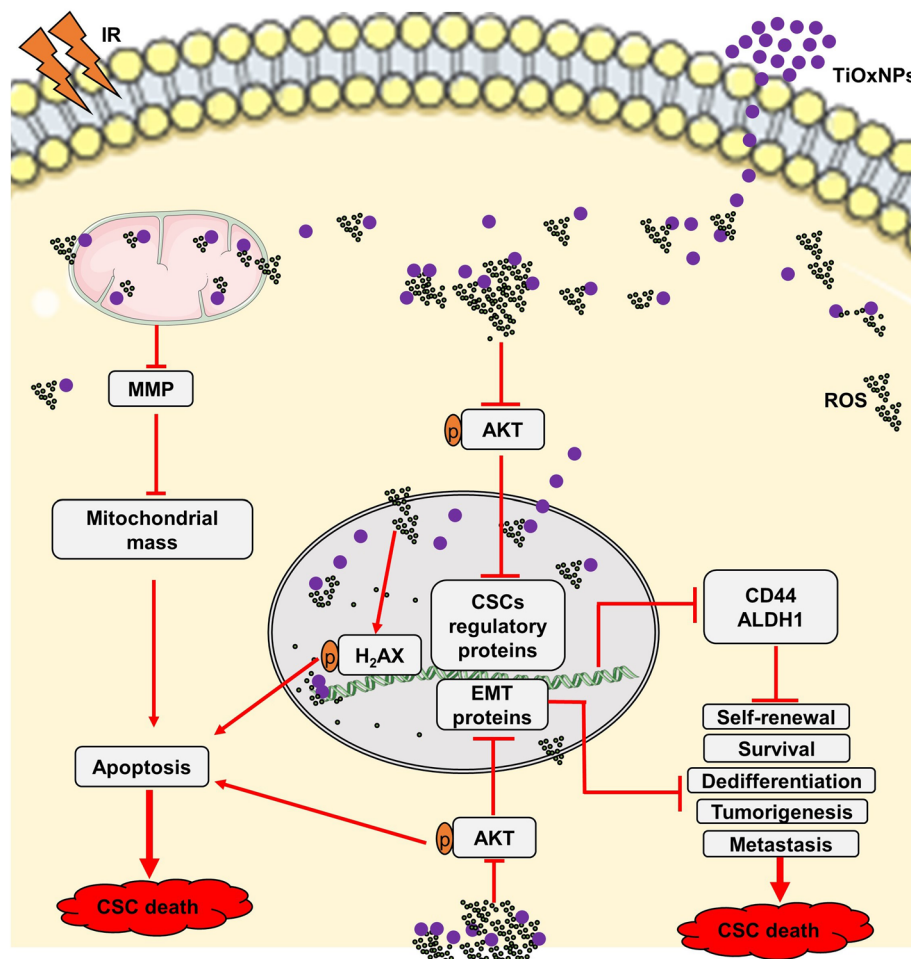 IR
TiOxNPs
MMP
ROS
p
AKT
Mitochondrial
mass
CSCs
regulatory
proteins
CD44
ALDH1
p
H₂AX
EMT
proteins
Self-renewal
Survival
Dedifferentiation
Tumorigenesis
Metastasis
Apoptosis
p
AKT
CSC death
CSC death